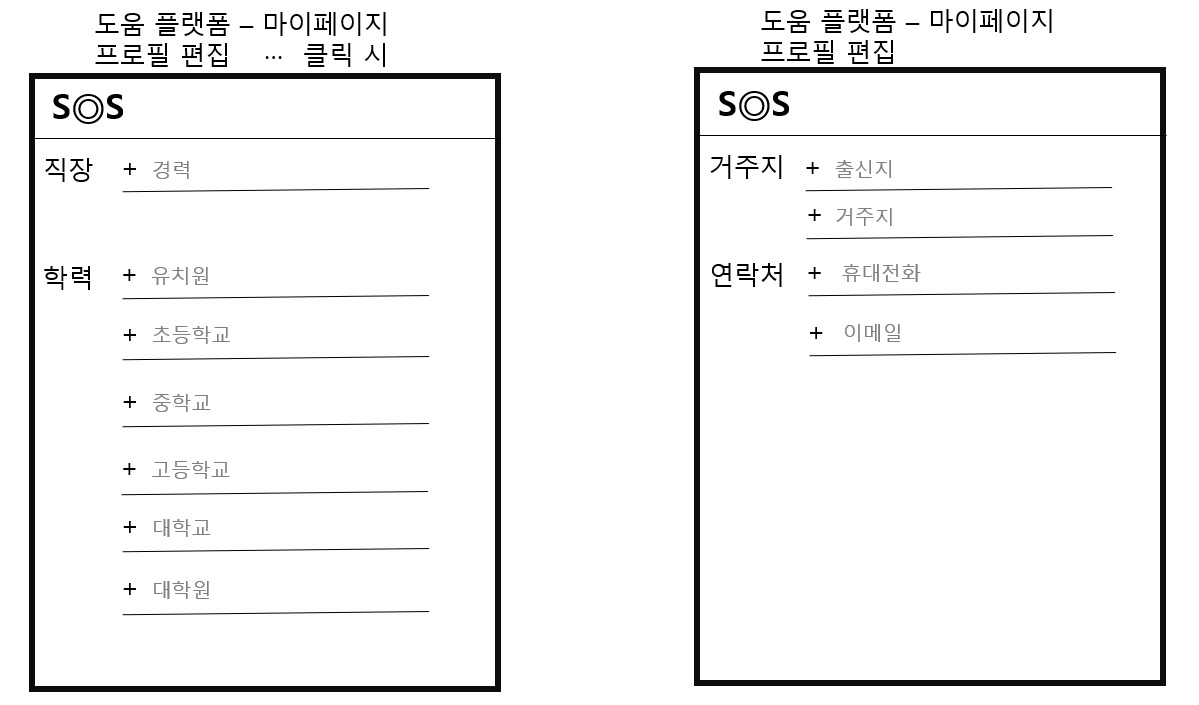 도움 플랫폼 – 마이페이지
프로필 편집 ··· 클릭 시
S◎S
직장 + 경력
학력 + 유치원
+ 초등학교
+ 중학교
+ 고등학교
+ 대학교
+ 대학원
도움 플랫폼 – 마이페이지
프로필 편집
S◎S
거주지 + 출신지
+ 거주지
연락처 + 휴대전화
+ 이메일